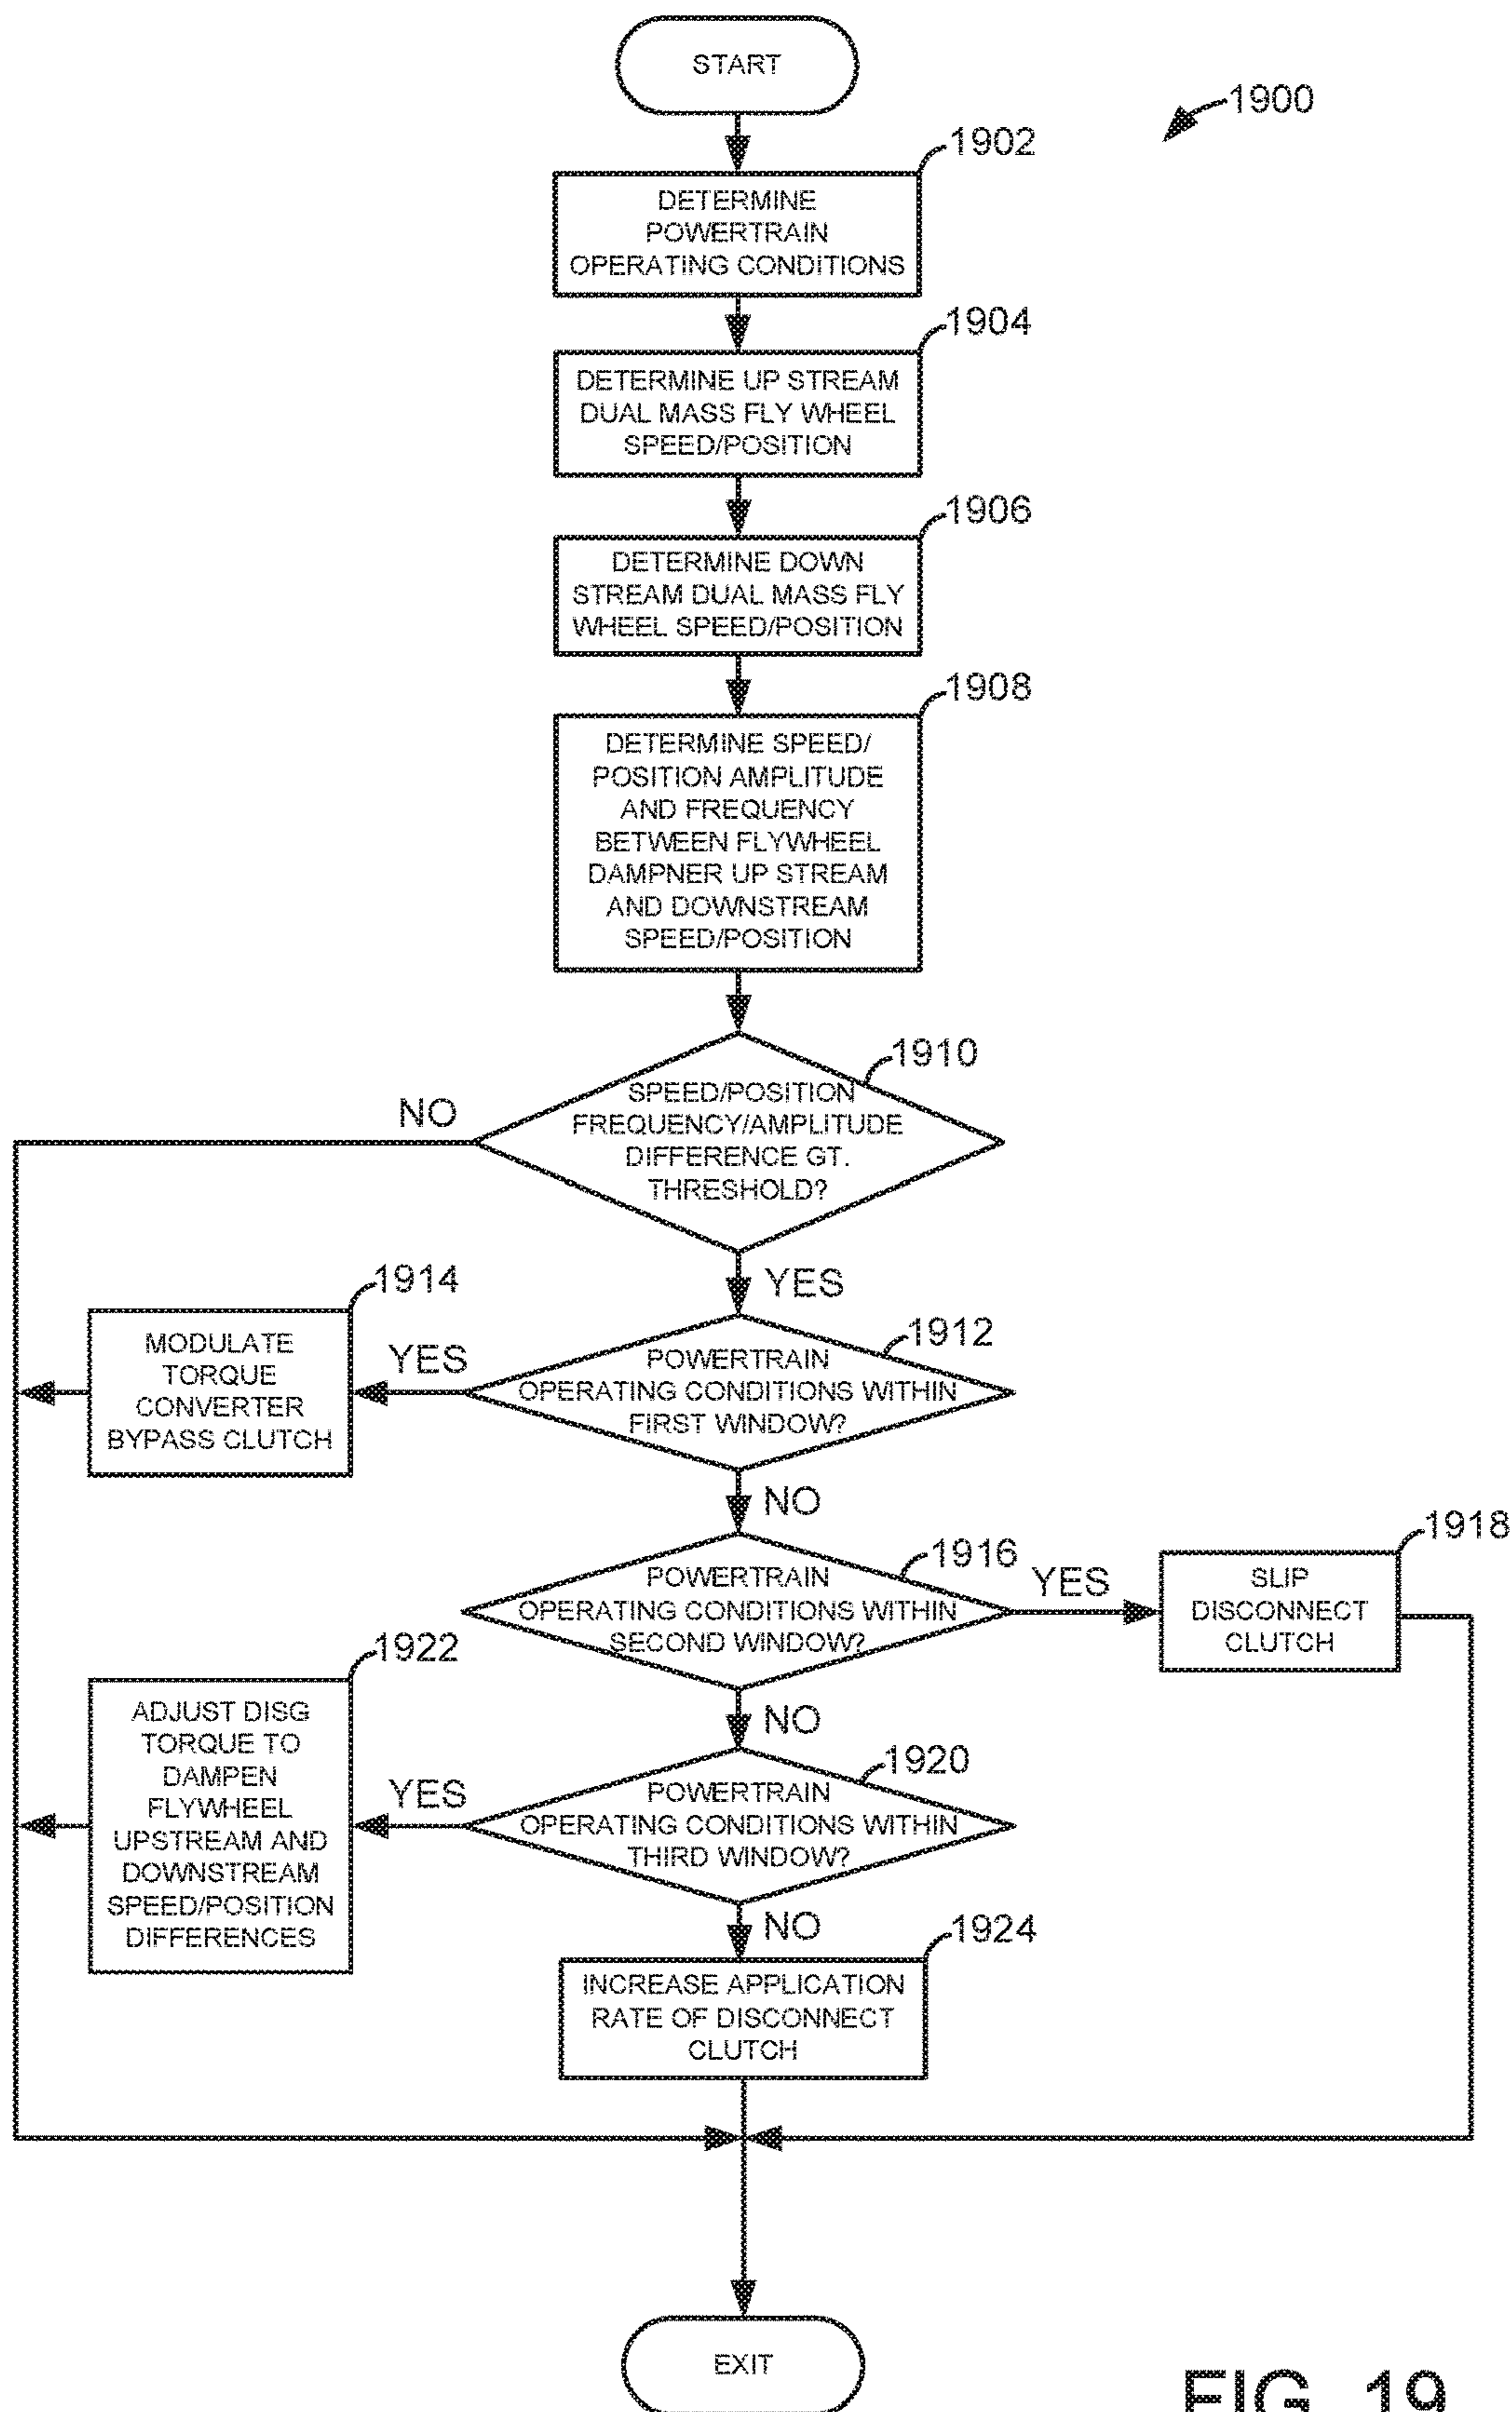 START
1900
1902
DETERMINE
POWERTRAIN
OPERATING CONDITIONS
1904
DETERMINE UP STREAM
DUAL MASS FLY WHEEL
SPEED/POSITION
1906
DETERMINE DOWN
STREAM DUAL MASS FLY
WHEEL SPEED/POSITION
1908
DETERMINE SPEED/
POSITION AMPLITUDE
AND FREQUENCY
BETWEEN FLYWHEEL
DAMPNER UP STREAM
AND DOWNSTREAM
SPEED/POSITION
1910
SPEED/POSITION
FREQUENCY/AMPLITUDE
DIFFERENCE GT.
THRESHOLD?
NO
YES
1912
POWERTRAIN
OPERATING CONDITIONS WITHIN
FIRST WINDOW?
YES
1914
MODULATE
TORQUE
CONVERTER
BYPASS CLUTCH
NO
1916
POWERTRAIN
OPERATING CONDITIONS WITHIN
SECOND WINDOW?
YES
1918
SLIP
DISCONNECT
CLUTCH
NO
1920
POWERTRAIN
OPERATING CONDITIONS WITHIN
THIRD WINDOW?
YES
1922
ADJUST DISG
TORQUE TO
DAMPEN
FLYWHEEL
UPSTREAM AND
DOWNSTREAM
SPEED/POSITION
DIFFERENCES
NO
1924
INCREASE APPLICATION
RATE OF DISCONNECT
CLUTCH
EXIT
FIG. 19